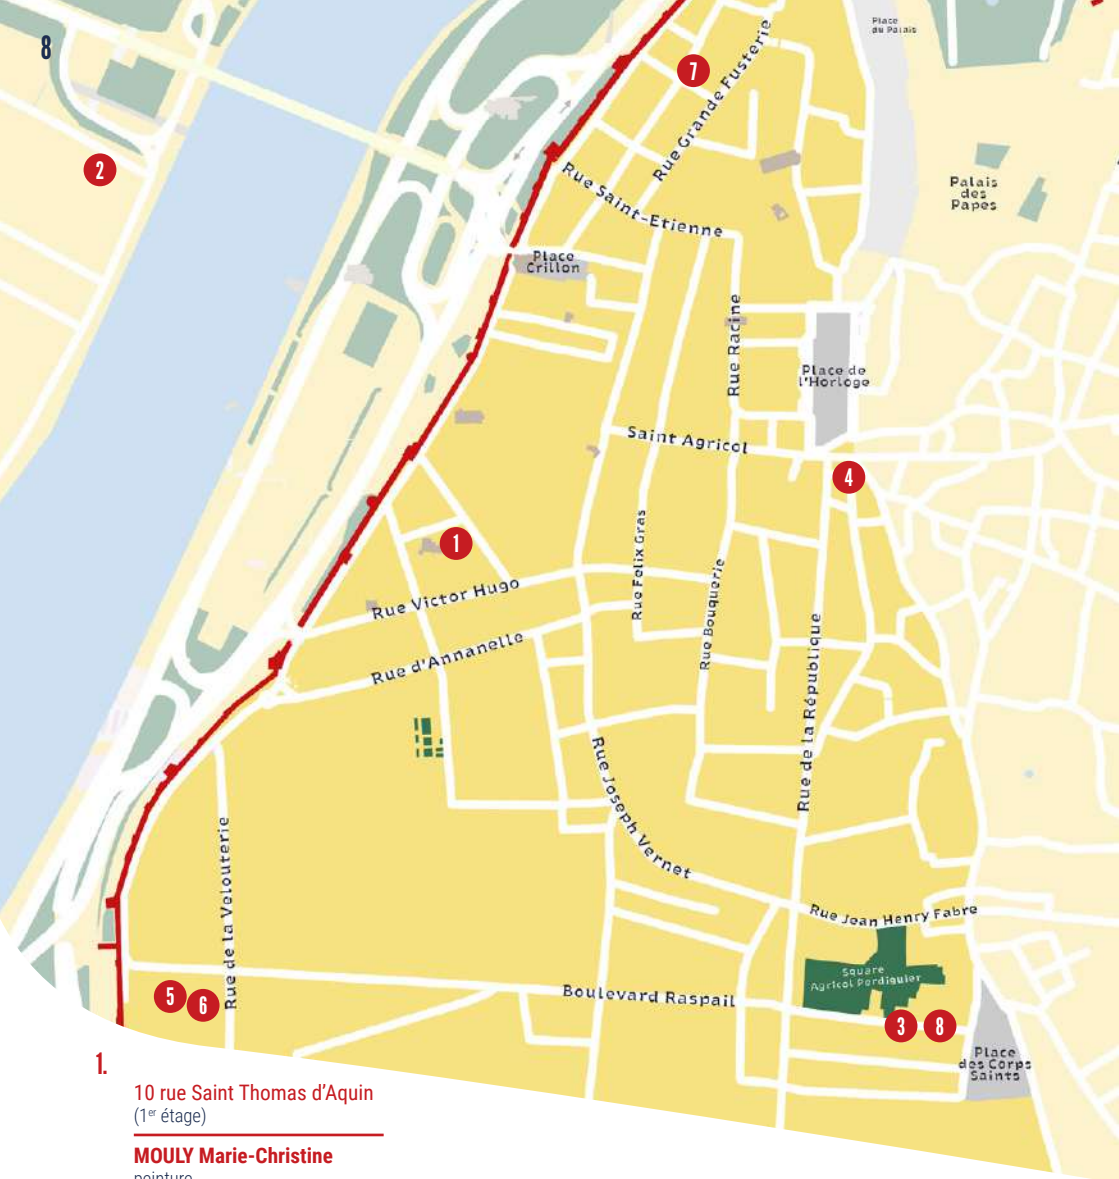 8
Place
du Palais
7
Rue Grande Fusterie
2
Palais
des
Papes
Rue Saint-Etienne
Place
Crillon
Rue Racine
Place de
l'Horloge
Saint Agricol
4
1
Rue Felix Gras
Rue Bouquerie
Rue Victor Hugo
Rue d'Annanelle
Rue de la République
Rue Joseph Vernet
Rue de la Velouterie
Rue Jean Henry Fabre
Square
Agricol Perdiguier
5
6
Boulevard Raspail
3
8
Place
des Corps
Saints
1.
10 rue Saint Thomas d’Aquin
(1er étage)
MOULY Marie-Christine
peinture